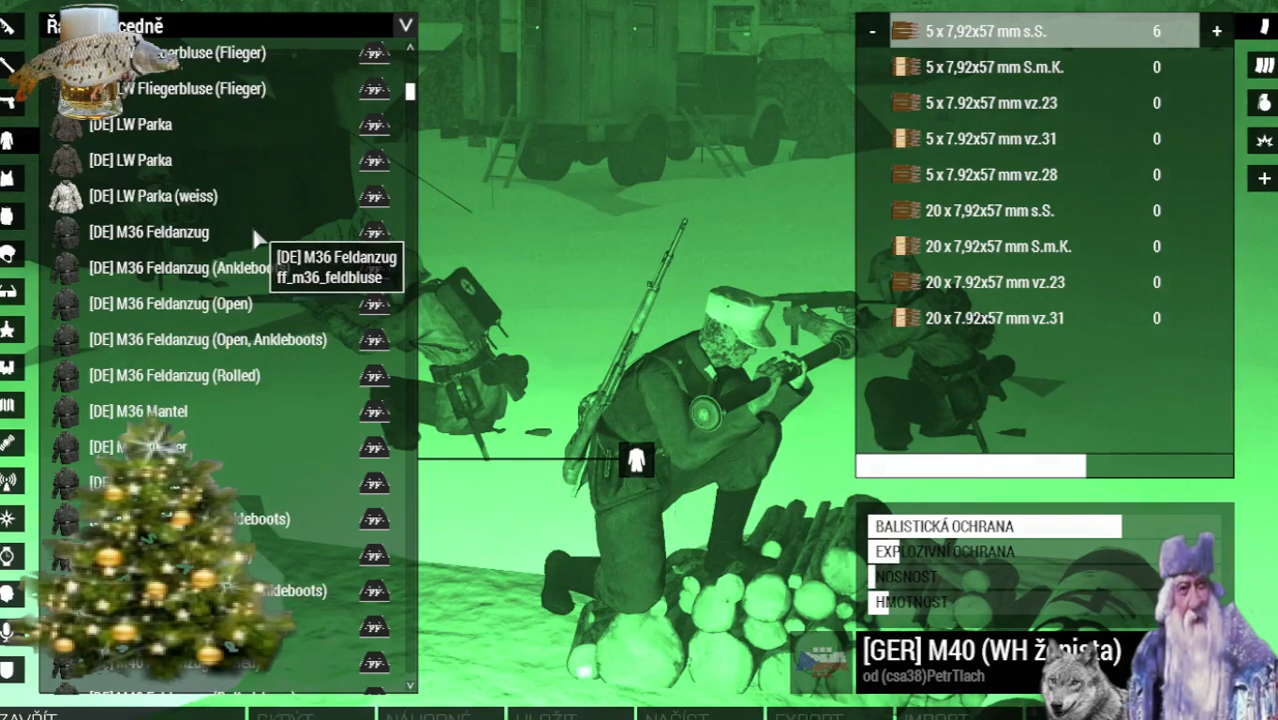 cedně
Fliegerbluse (Flieger)
LW Fliegerbluse (Flieger)
[DE] LW Parka
[DE] LW Parka
[DE] LW Parka (weiss)
[DE] M36 Feldanzug
[DE] M36 Feldanzug
ff_m36_feldbluse
[DE] M36 Feldanzug
[DE] M36 Feldanzug (Open)
[DE] M36 Feldanzug (Open, Ankleboots)
[DE] M36 Feldanzug (Rolled)
[DE] M36 Mantel
5 x 7,92x57 mm s.S. 6
- +
5 x 7,92x57 mm S.m.K. 0
5 x 7.92x57 mm vz.23 0
5 x 7.92x57 mm vz.31 0
5 x 7.92x57 mm vz.28 0
20 x 7,92x57 mm s.S. 0
20 x 7,92x57 mm S.m.K. 0
20 x 7.92x57 mm vz.23 0
20 x 7.92x57 mm vz.31 0
+
BALISTICKÁ OCHRANA
EXPLOZIVNÍ OCHRANA
NOSNOST
HMOTNOST
[GER] M40 (WH
od (csa38)PetrTlach
ZAVŘÍT